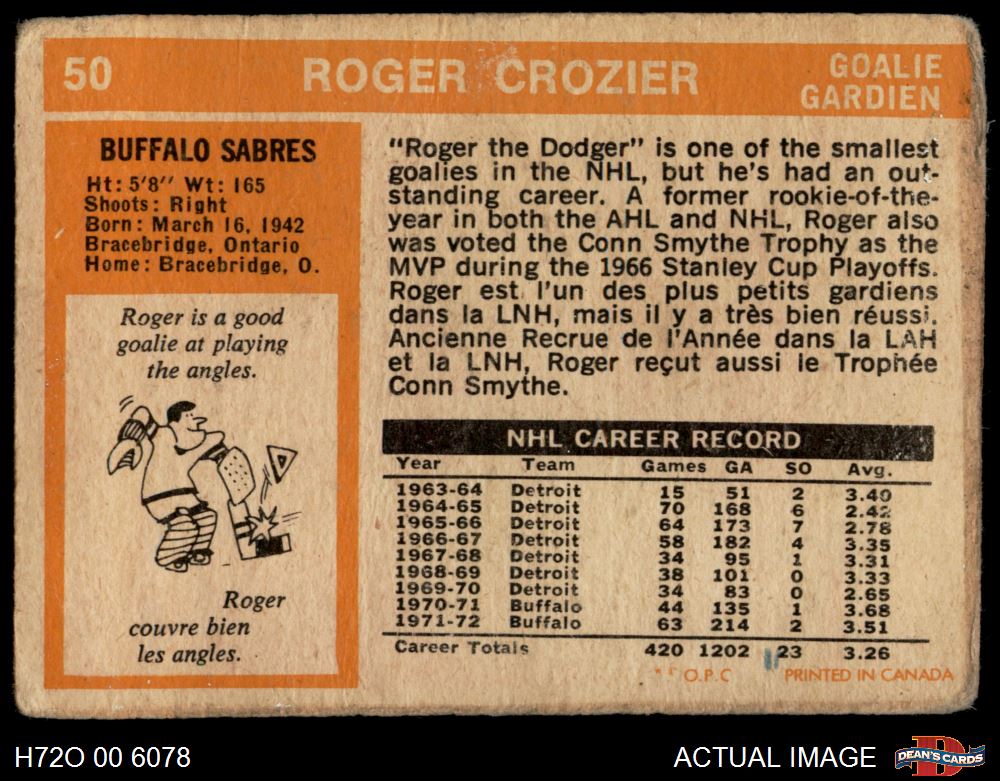 50 ROGER CROZIER GOALIE
GARDIEN
BUFFALO SABRES
Ht: 5'8" Wt: 165
Shoots: Right
Born: March 16, 1942
Bracebridge, Ontario
Home: Bracebridge, O.
Roger is a good
goalie at playing
the angles.
Roger
couvre bien
les angles.
"Roger the Dodger" is one of the smallest
goalies in the NHL, but he's had an out-
standing career. A former rookie-of-the-
year in both the AHL and NHL, Roger also
was voted the Conn Smythe Trophy as the
MVP during the 1966 Stanley Cup Playoffs.
Roger est l'un des plus petits gardiens
dans la LNH, mais il y a très bien réussi.
Ancienne Recrue de l'Année dans la LAH
et la LNH, Roger reçut aussi le Trophée
Conn Smythe.
NHL CAREER RECORD
Year Team Games GA SO Avg.
1963-64 Detroit 15 51 2 3.40
1964-65 Detroit 70 168 6 2.42
1965-66 Detroit 64 173 7 2.78
1966-67 Detroit 58 182 4 3.35
1967-68 Detroit 34 95 1 3.31
1968-69 Detroit 38 101 0 3.33
1969-70 Detroit 34 83 0 2.65
1970-71 Buffalo 44 135 1 3.68
1971-72 Buffalo 63 214 2 3.51
Career Totals 420 1202 23 3.26
** O.P.C PRINTED IN CANADA
H72O 00 6078 ACTUAL IMAGE DEAN'S CARDS